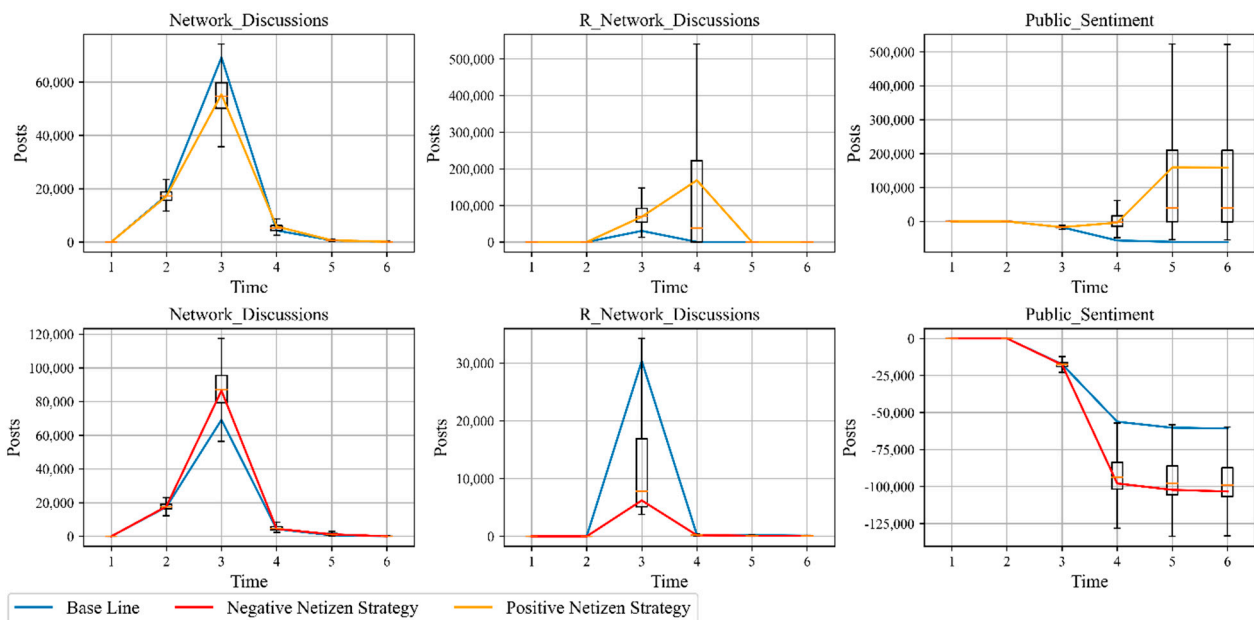 Network_Discussions
Posts
60,000
40,000
20,000
0
1 2 3 4 5 6
Time
R_Network_Discussions
Posts
500,000
400,000
300,000
200,000
100,000
0
1 2 3 4 5 6
Time
Public_Sentiment
Posts
500,000
400,000
300,000
200,000
100,000
0
1 2 3 4 5 6
Time
Network_Discussions
Posts
120,000
100,000
80,000
60,000
40,000
20,000
0
1 2 3 4 5 6
Time
R_Network_Discussions
Posts
30,000
20,000
10,000
0
1 2 3 4 5 6
Time
Public_Sentiment
Posts
0
-25,000
-50,000
-75,000
-100,000
-125,000
1 2 3 4 5 6
Time
Base Line Negative Netizen Strategy Positive Netizen Strategy